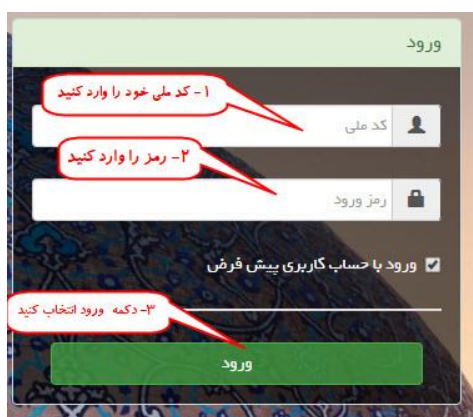 ورود
۱- کد ملی خود را وارد کنید
کد ملی
۲- رمز را وارد کنید
رمز ورود
ورود با حساب کاربری پیش فرض
۳- دکمه ورود انتخاب کنید
ورود